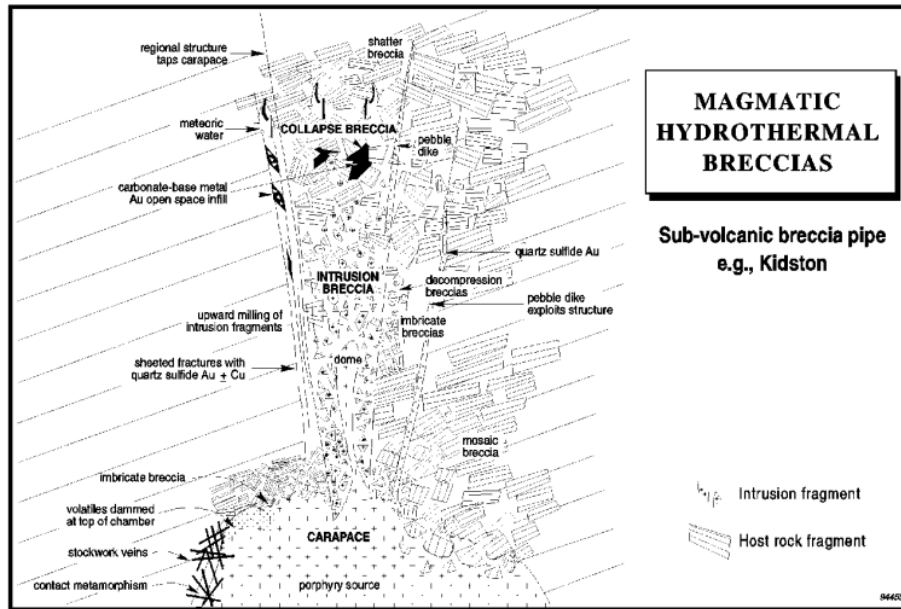 regional structure
taps carapace
shatter
breccia
meteoric
water
COLLAPSE BRECCIA
pebble
dike
carbonate-base metal
Au open space infill
quartz sulfide Au
INTRUSION
BRECCIA
decompression
breccias
pebble dike
exploits structure
imbricate
breccias
upward milling of
intrusion fragments
dome
sheeted fractures with
quartz sulfide Au ± Cu
mosaic
breccia
imbricate breccia
volatiles dammed
at top of chamber
CARAPACE
stockwork veins
contact metamorphism
porphyry source
MAGMATIC
HYDROTHERMAL
BRECCIAS
Sub-volcanic breccia pipe
e.g., Kidston
Intrusion fragment
Host rock fragment